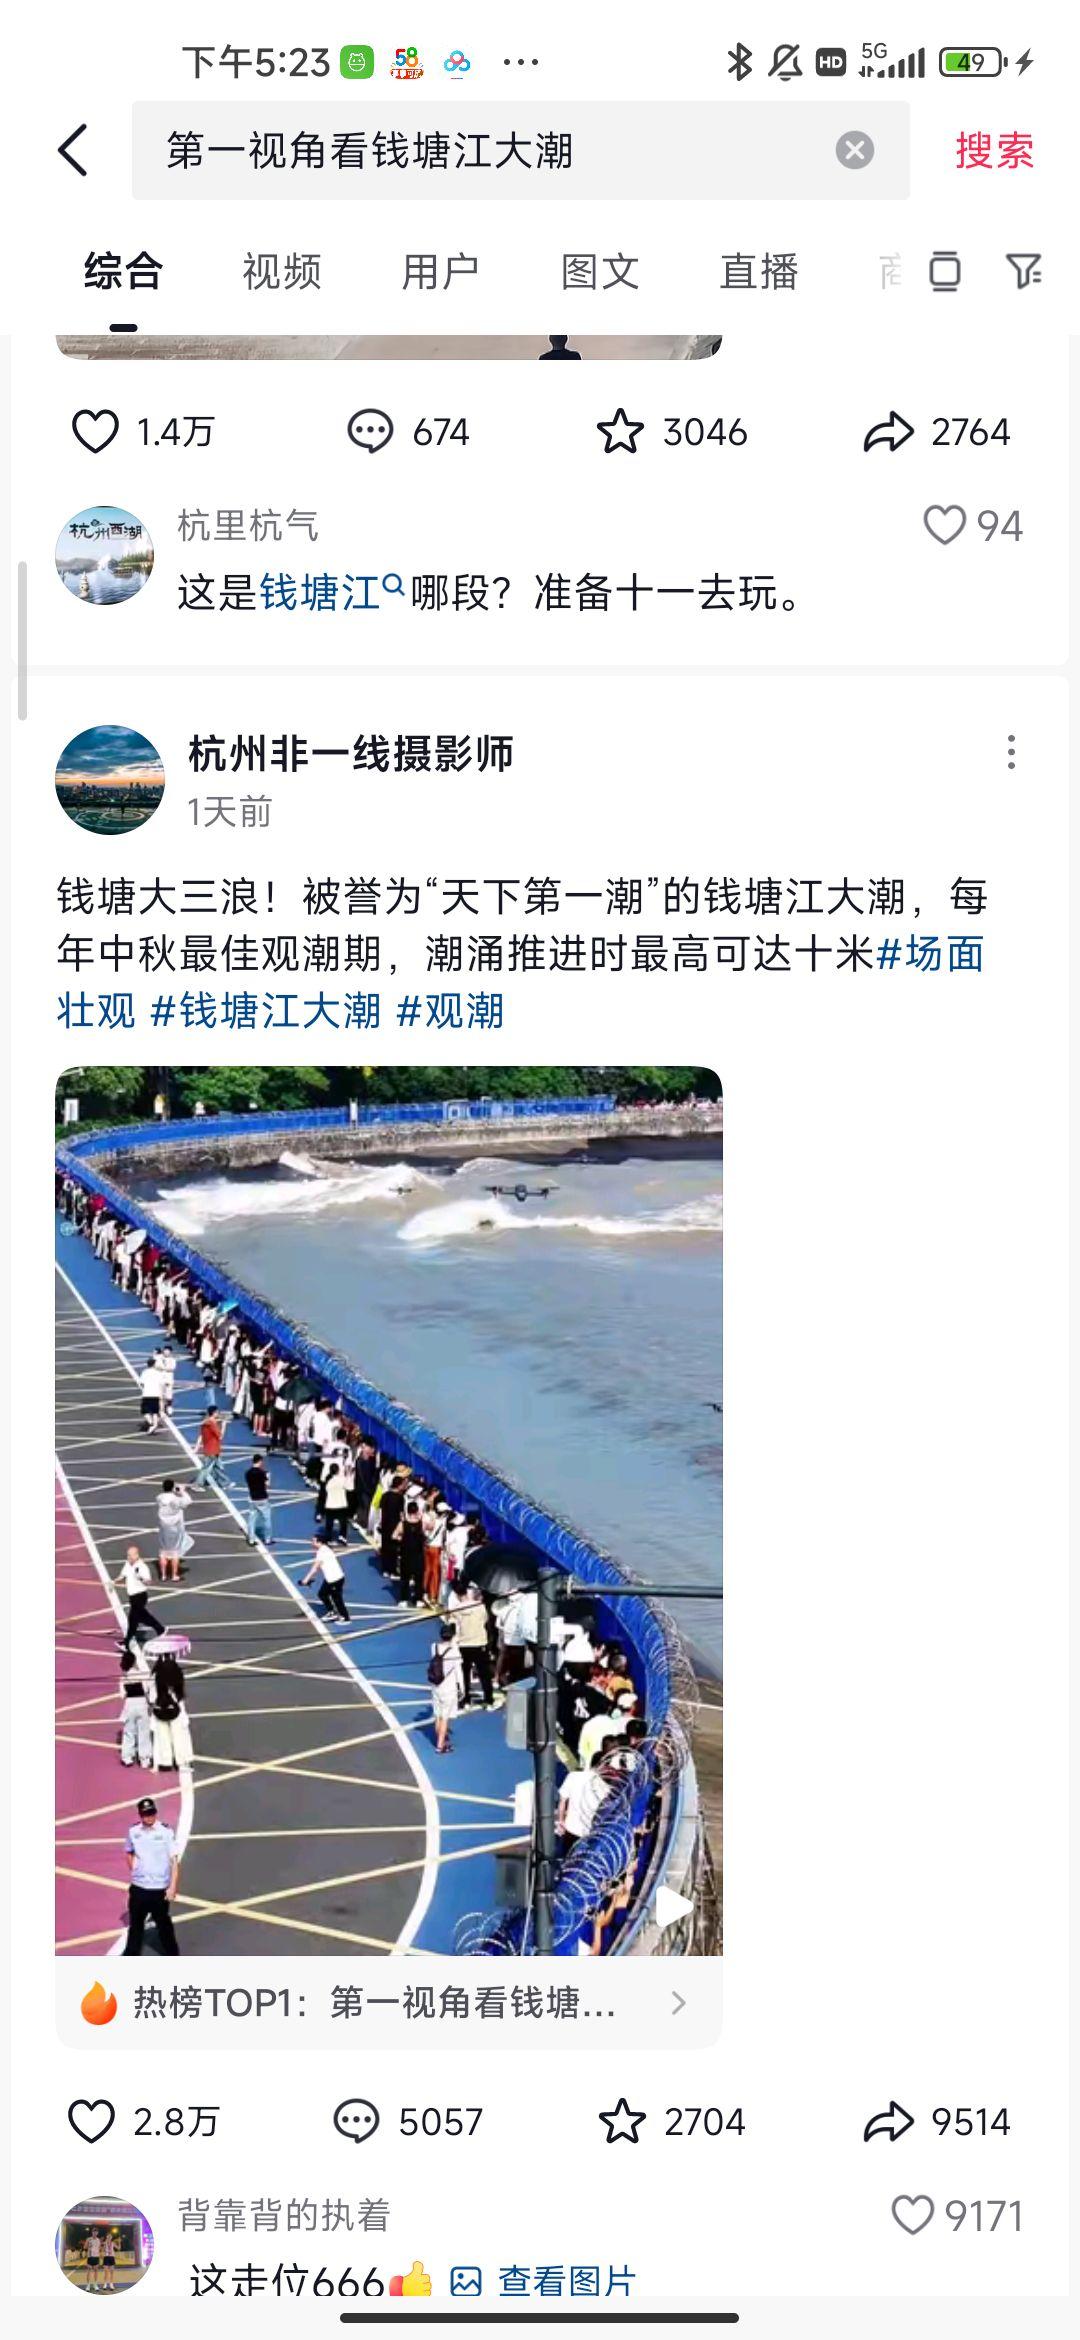 下午5:23
58
HD
5G
49
第一视角看钱塘江大潮
搜索
综合
视频
用户
图文
直播
1.4万
674
3046
2764
杭州西湖
杭里杭气
94
这是钱塘江哪段？准备十一去玩。
杭州非一线摄影师
1天前
钱塘大三浪！被誉为“天下第一潮”的钱塘江大潮，每
年中秋最佳观潮期，潮涌推进时最高可达十米#场面
壮观 #钱塘江大潮 #观潮
热榜TOP1：第一视角看钱塘...
2.8万
5057
2704
9514
背靠背的执着
9171
这走位666👍 查看图片